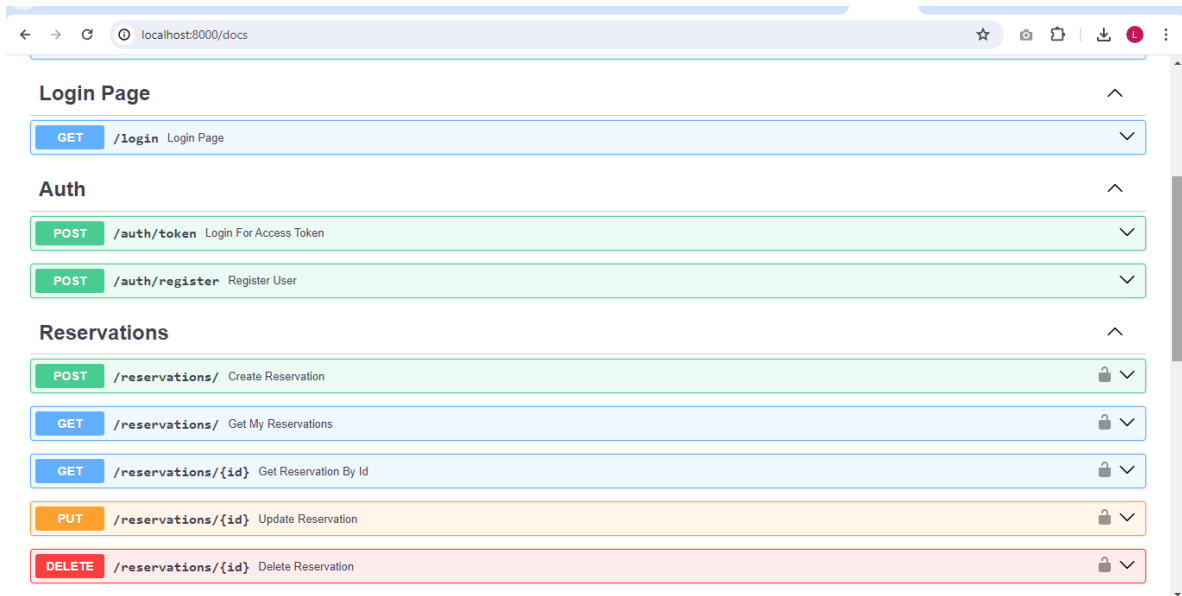 localhost:8000/docs
L
Login Page
GET /login Login Page
Auth
POST /auth/token Login For Access Token
POST /auth/register Register User
Reservations
POST /reservations/ Create Reservation
GET /reservations/ Get My Reservations
GET /reservations/{id} Get Reservation By Id
PUT /reservations/{id} Update Reservation
DELETE /reservations/{id} Delete Reservation